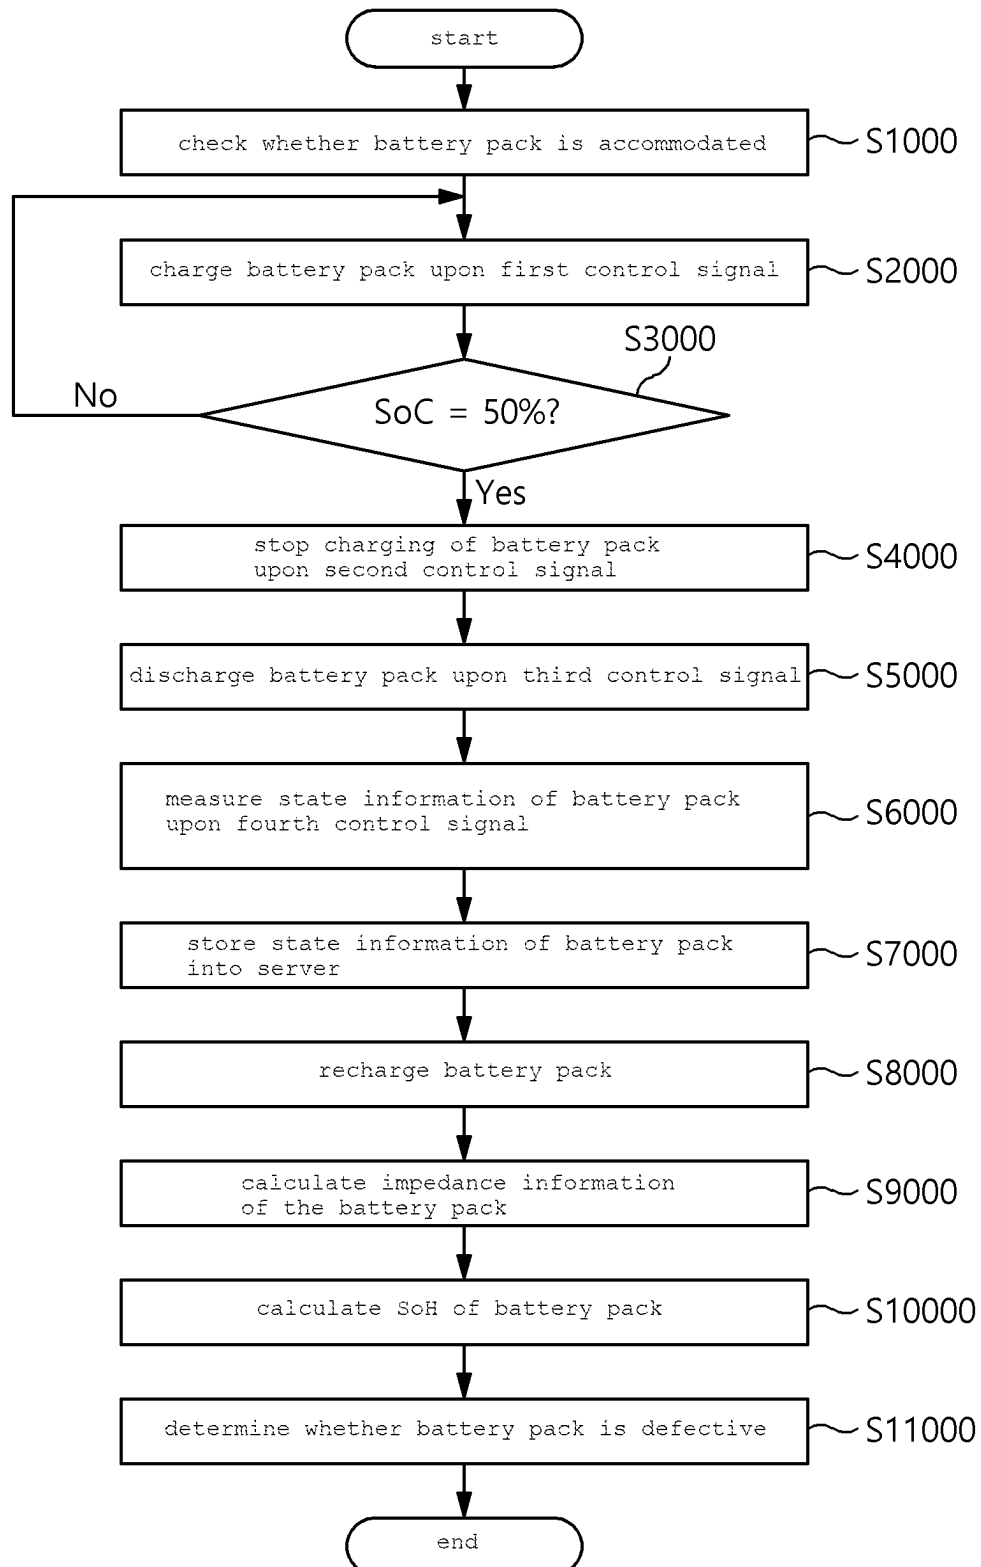 start
check whether battery pack is accommodated
S1000
charge battery pack upon first control signal
S2000
S3000
No
SoC = 50%?
Yes
stop charging of battery pack
upon second control signal
S4000
discharge battery pack upon third control signal
S5000
measure state information of battery pack
upon fourth control signal
S6000
store state information of battery pack
into server
S7000
recharge battery pack
S8000
calculate impedance information
of the battery pack
S9000
calculate SoH of battery pack
S10000
determine whether battery pack is defective
S11000
end